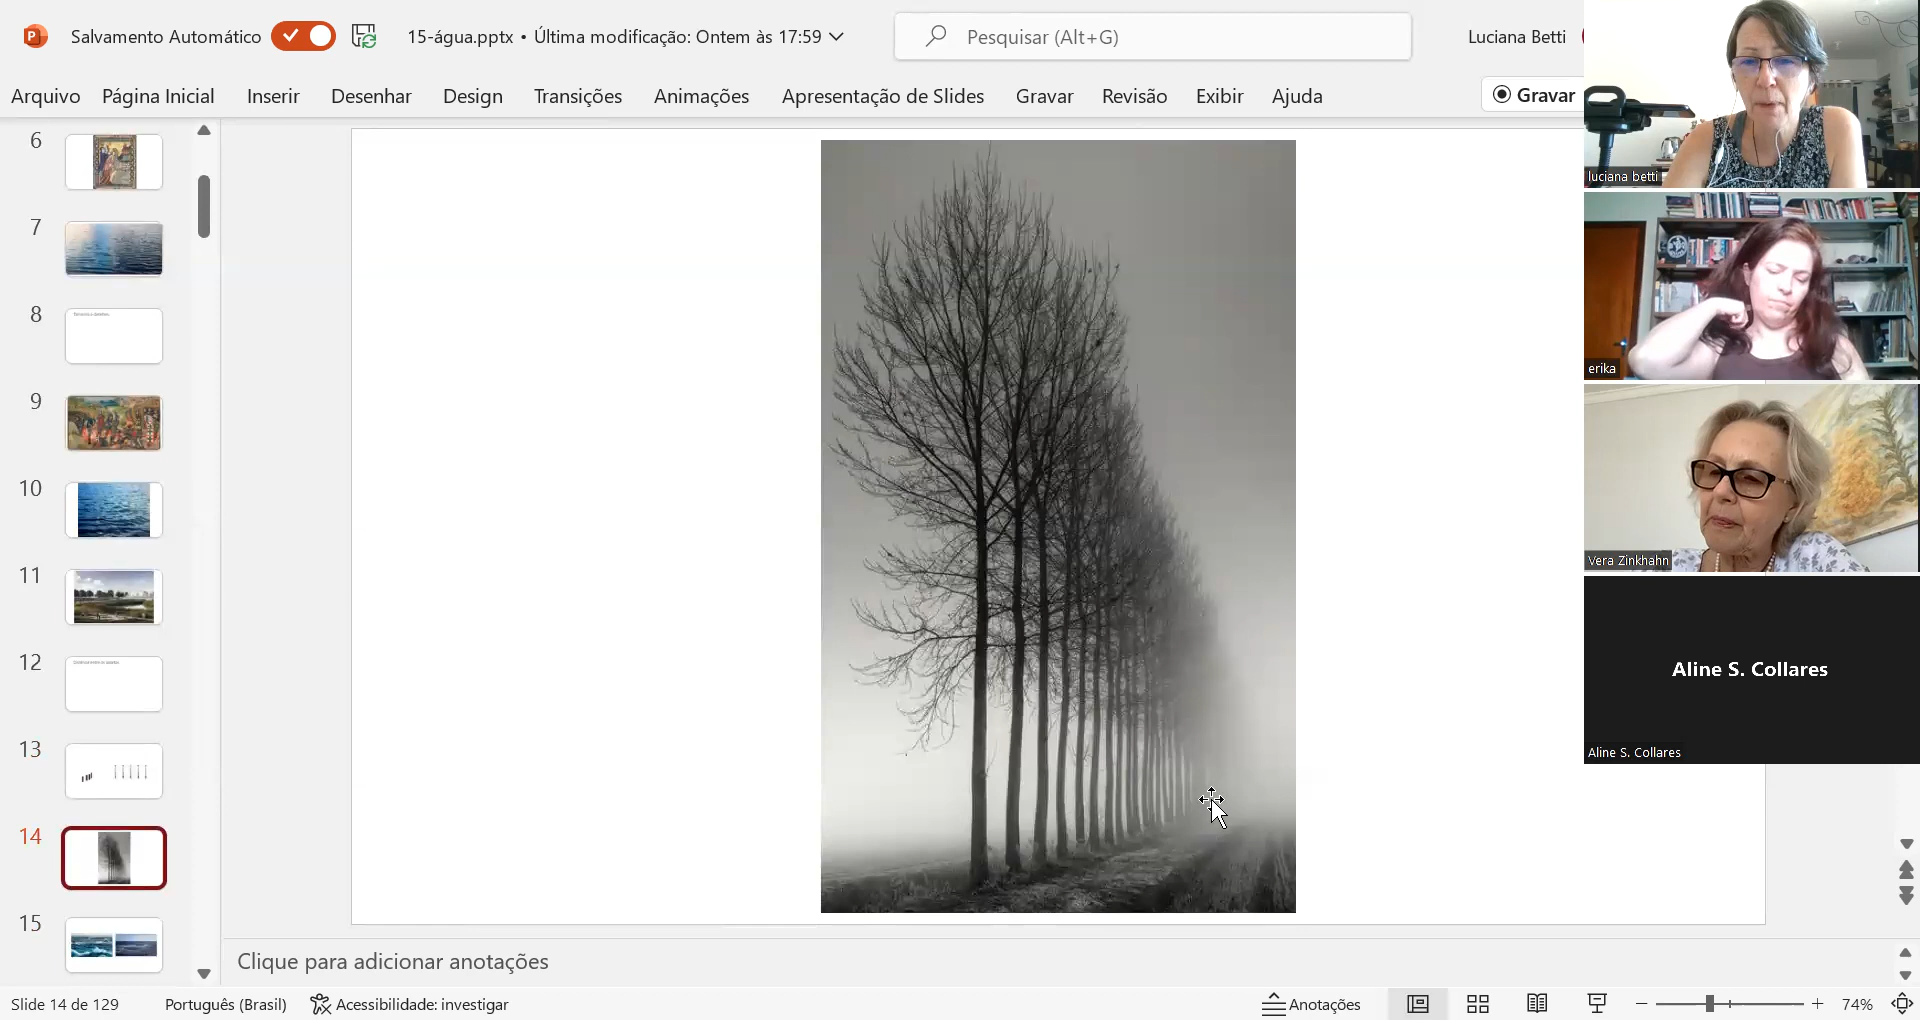 Salvamento Automático
15-água.pptx • Última modificação: Ontem às 17:59
Pesquisar (Alt+G)
Luciana Betti
Arquivo Página Inicial Inserir Desenhar Design Transições Animações Apresentação de Slides Gravar Revisão Exibir Ajuda
Gravar
6
7
8
9
10
11
12
13
14
15
luciana betti
erika
Vera Zinkhahn
Aline S. Collares
Aline S. Collares
Clique para adicionar anotações
Slide 14 de 129 Português (Brasil) Acessibilidade: investigar Anotações 74%